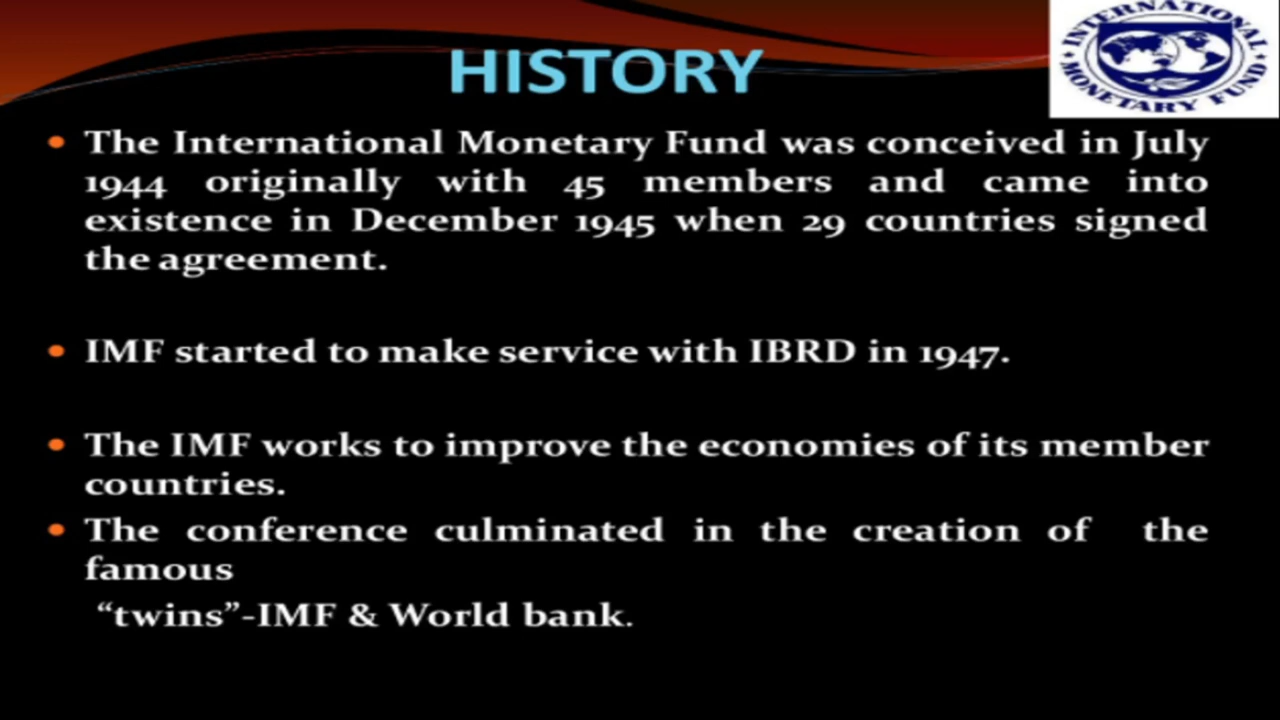 HISTORY
INTERNATIONAL MONETARY FUND
• The International Monetary Fund was conceived in July
1944 originally with 45 members and came into
existence in December 1945 when 29 countries signed
the agreement.
• IMF started to make service with IBRD in 1947.
• The IMF works to improve the economies of its member
countries.
• The conference culminated in the creation of the
famous
“twins”-IMF & World bank.